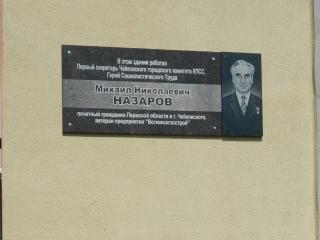 В этом здании работал
Первый секретарь Чайковского городского комитета КПСС,
Герой Социалистического Труда
Михаил Николаевич
НАЗАРОВ
почетный гражданин Пермской области и г. Чайковского,
ветеран предприятия "Воткинскгэсстрой"